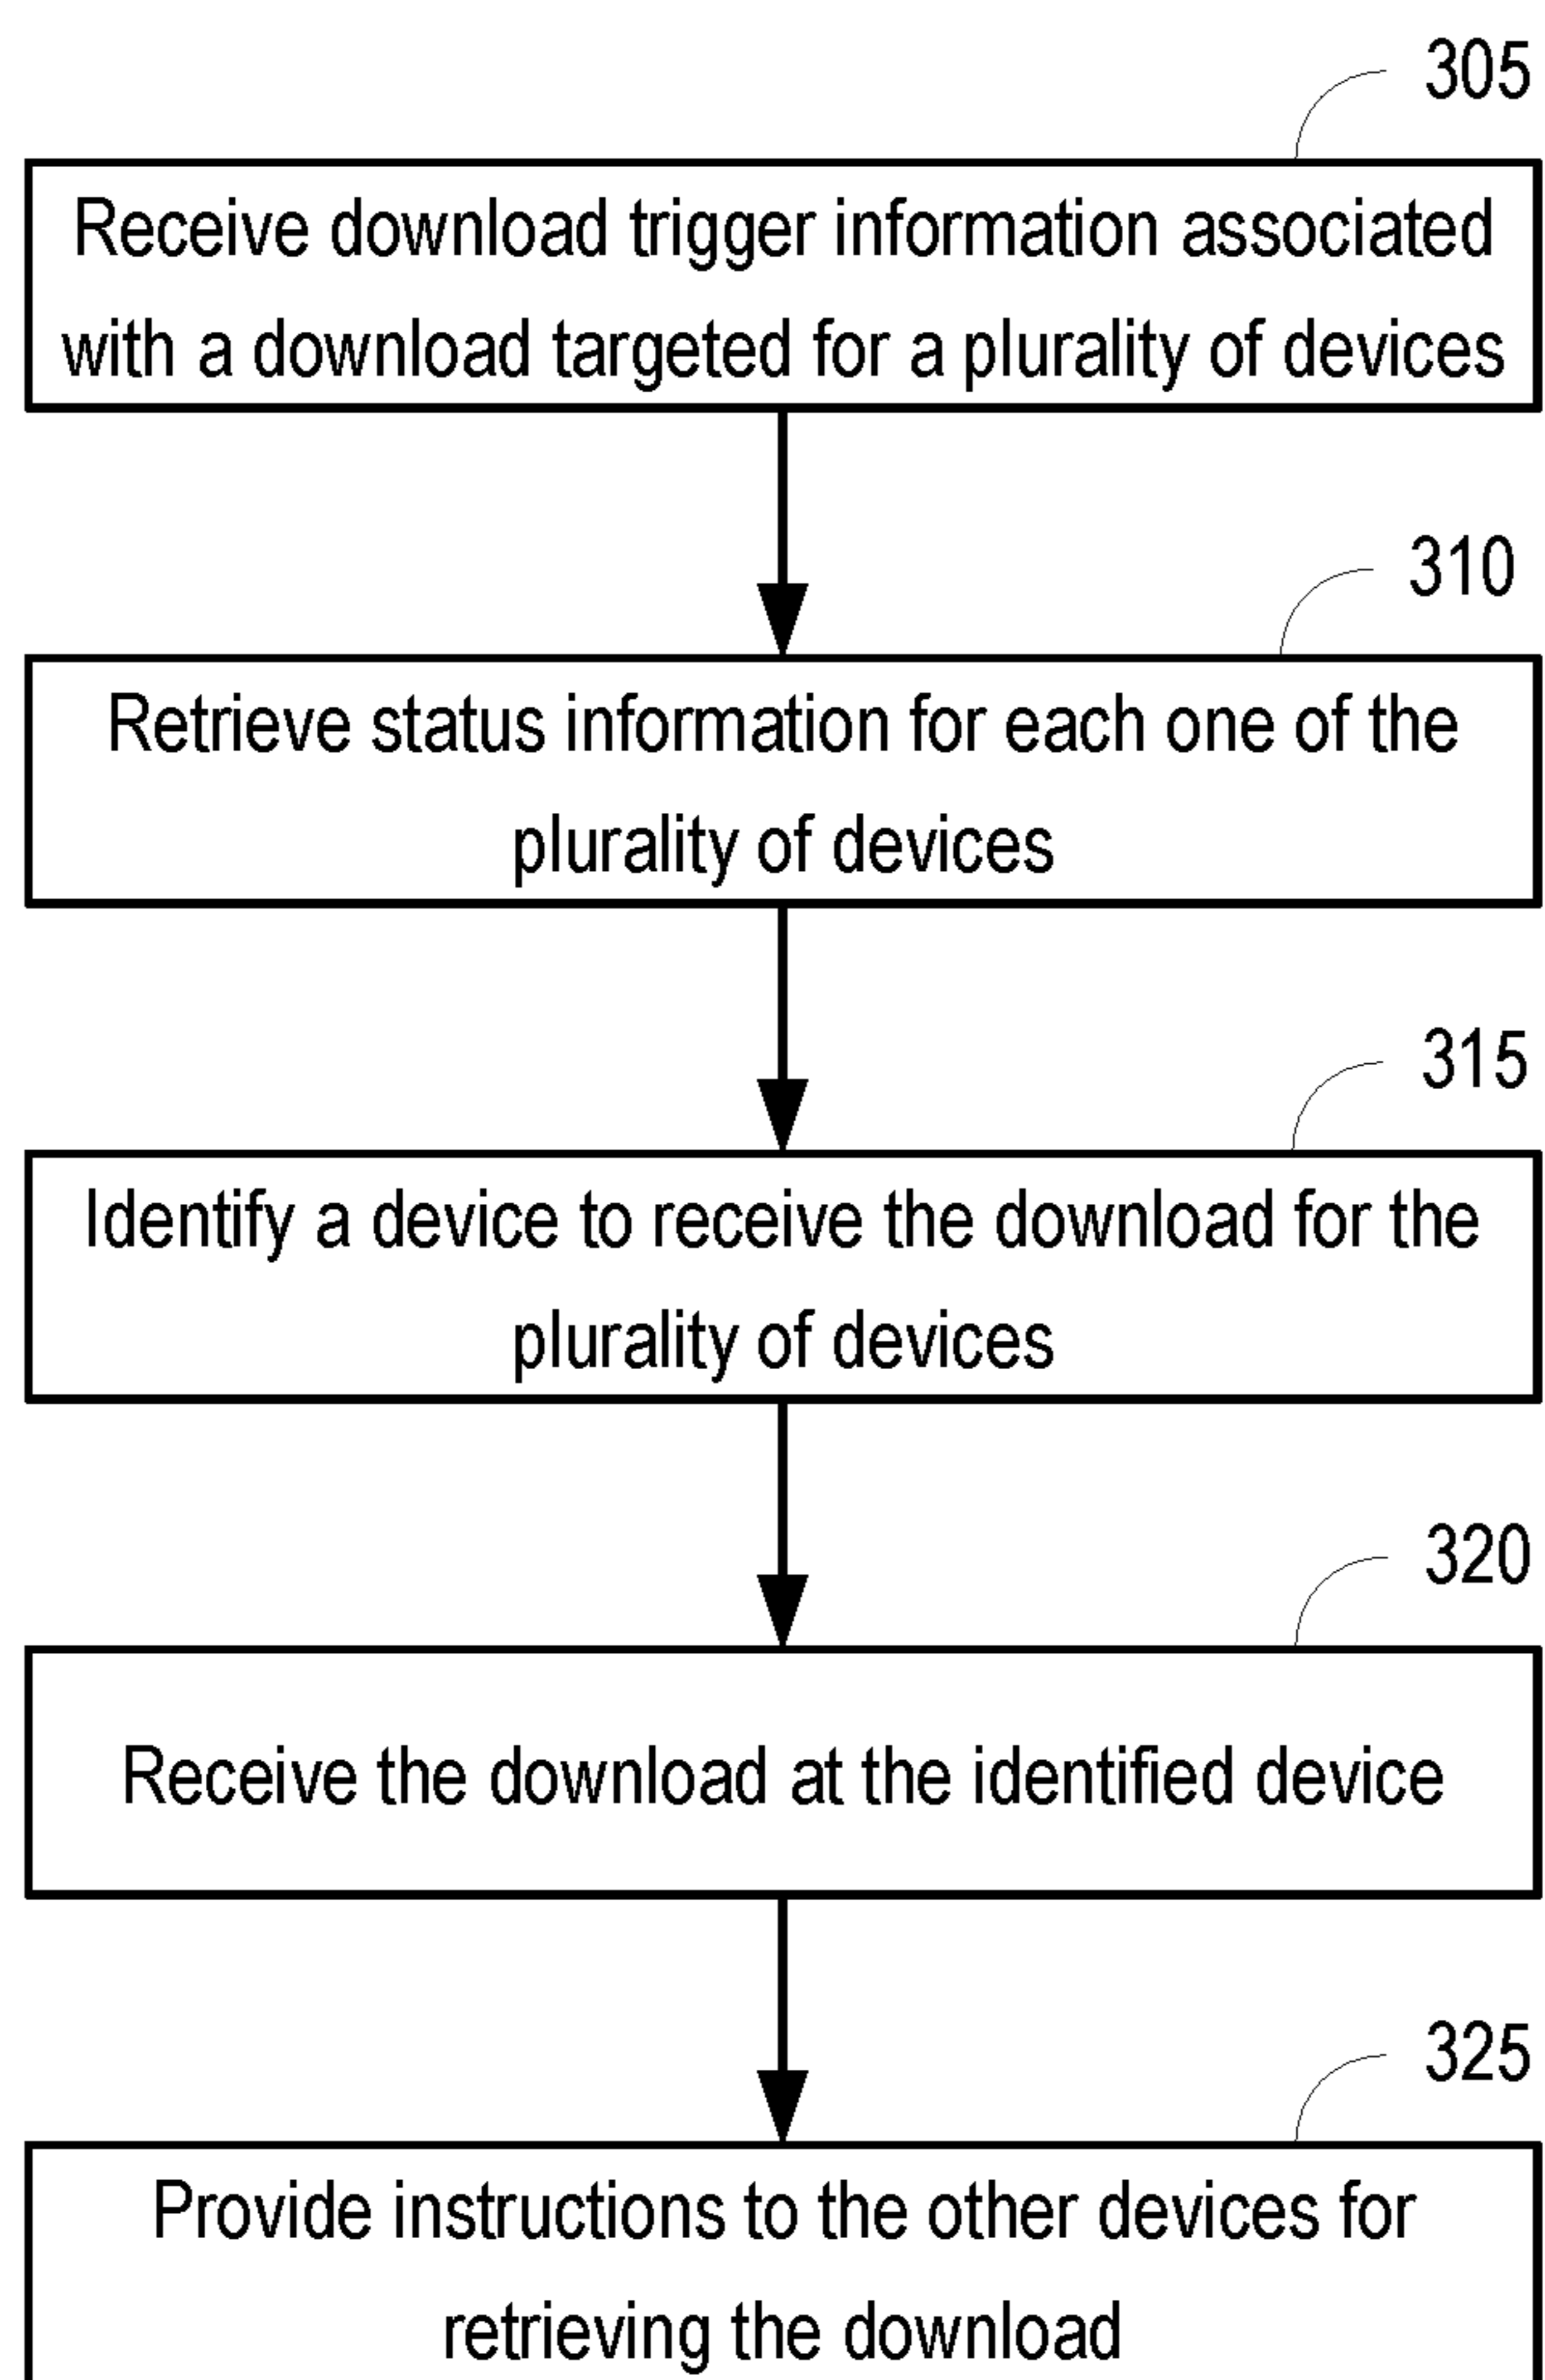 305
Receive download trigger information associated
with a download targeted for a plurality of devices
310
Retrieve status information for each one of the
plurality of devices
315
Identify a device to receive the download for the
plurality of devices
320
Receive the download at the identified device
325
Provide instructions to the other devices for
retrieving the download